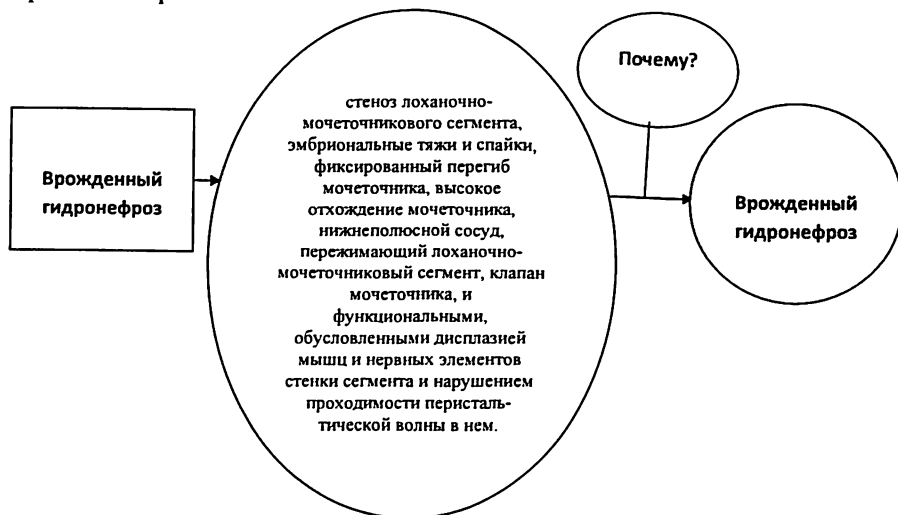 Почему?
Врожденный
гидронефроз
стеноз лоханочно-
мочеточникового сегмента,
эмбриональные тяжи и спайки,
фиксированный перегиб
мочеточника, высокое
отхождение мочеточника,
нижнеполюсной сосуд,
пережимающий лоханочно-
мочеточниковый сегмент, клапан
мочеточника, и
функциональными,
обусловленными дисплазией
мышц и нервных элементов
стенки сегмента и нарушением
проходимости перисталь-
тической волны в нем.
Врожденный
гидронефроз